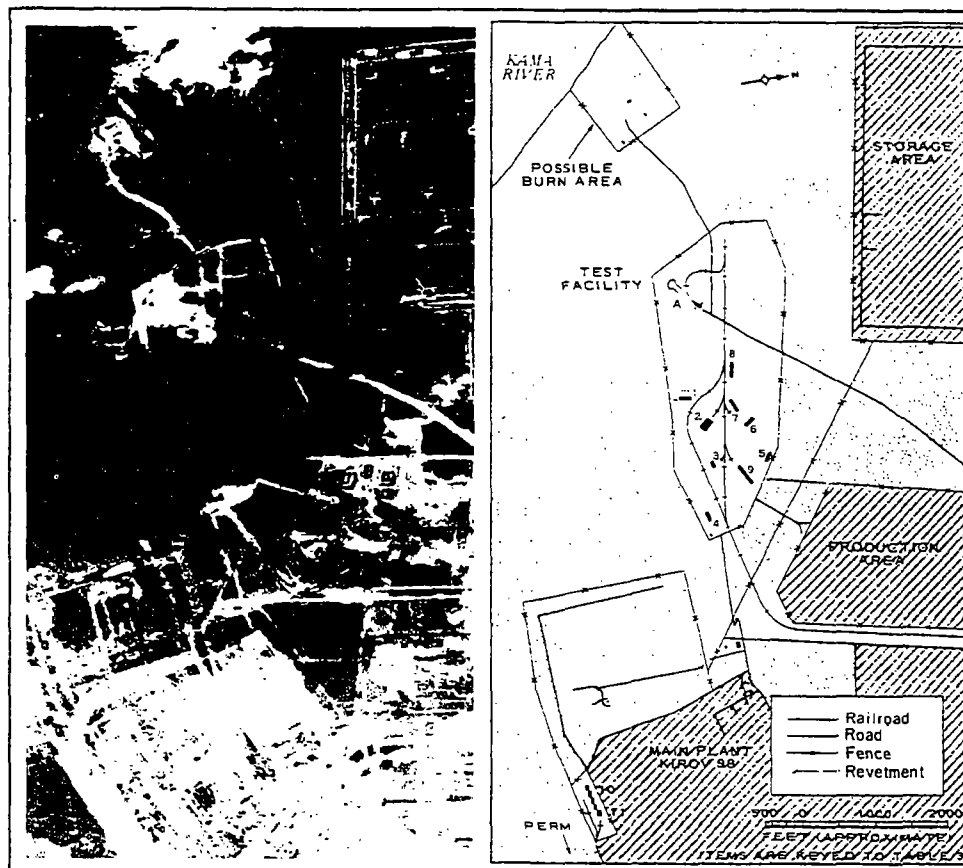 KAMA
RIVER
N
POSSIBLE
BURN AREA
STORAGE
AREA
TEST
FACILITY
A
8
2
7
6
3
5
9
4
PRODUCTION
AREA
MAIN PLANT
KIROV 98
PERM
Railroad
Road
Fence
Revetment
500 0 1000 2000
FEET (APPROXIMATE)
ITEMS ARE KEYED TO TABLE